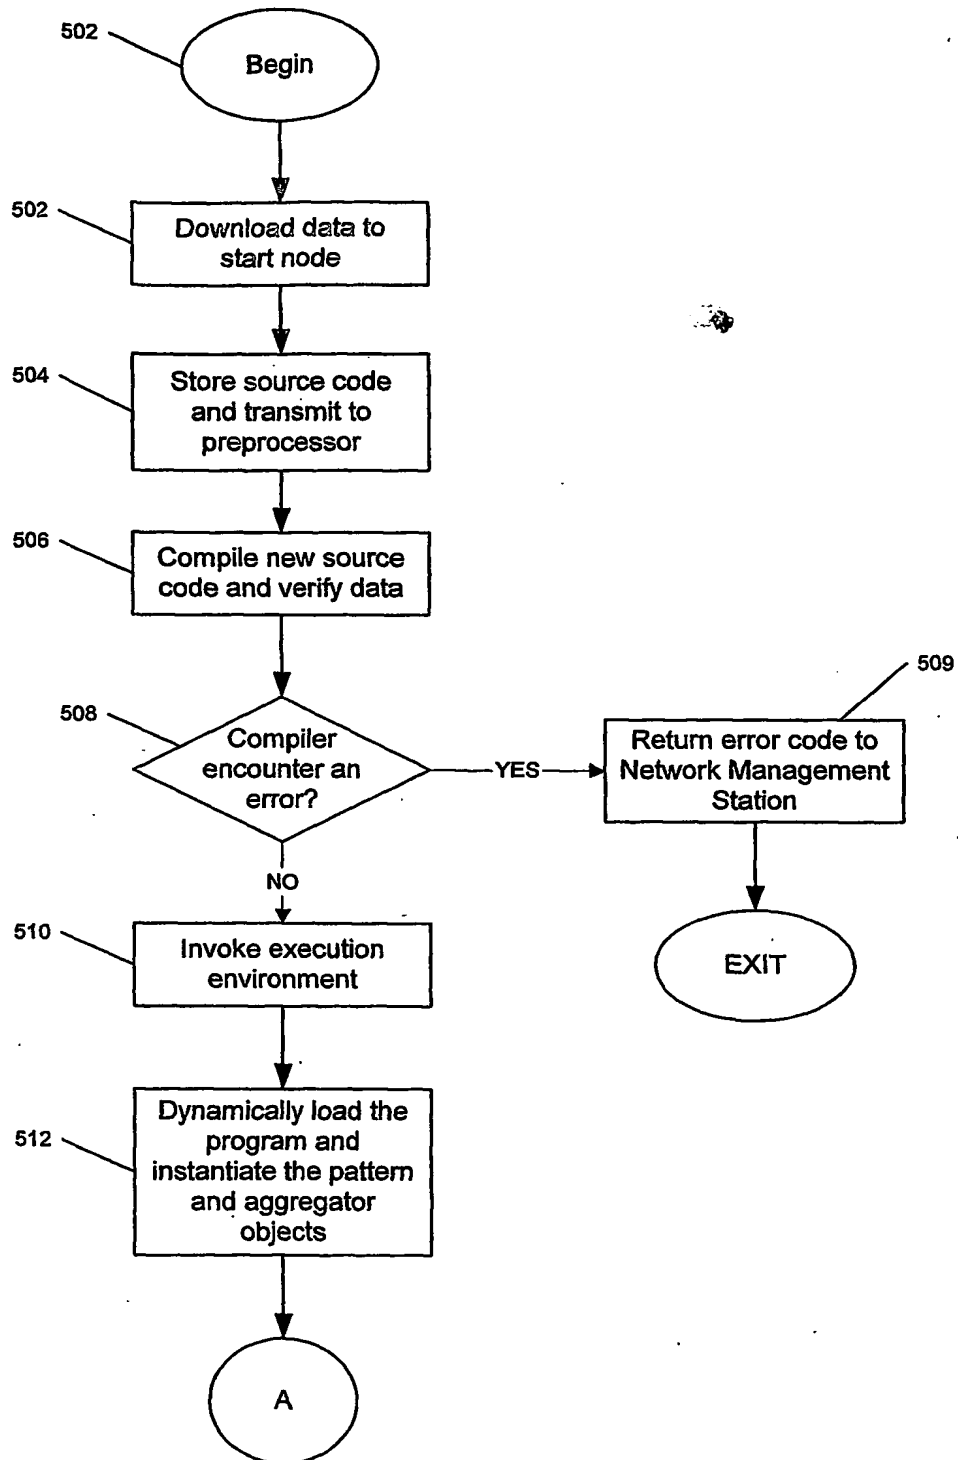 502
Begin
502
Download data to
start node
504
Store source code
and transmit to
preprocessor
506
Compile new source
code and verify data
508
Compiler
encounter an
error?
YES
509
Return error code to
Network Management
Station
EXIT
NO
510
Invoke execution
environment
512
Dynamically load the
program and
instantiate the pattern
and aggregator
objects
A